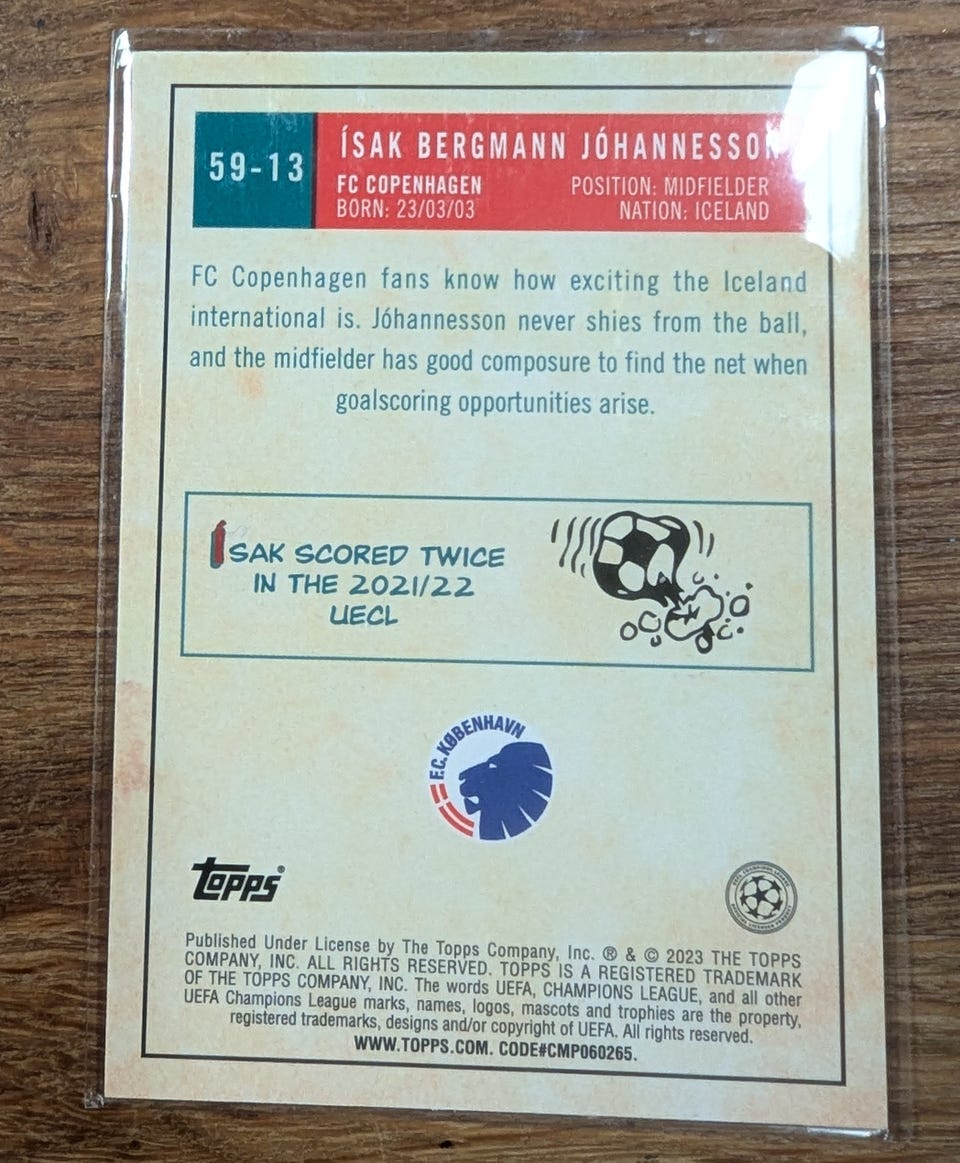 59-13
ÍSAK BERGMANN JÓHANNESSON
FC COPENHAGEN
POSITION: MIDFIELDER
BORN: 23/03/03
NATION: ICELAND
FC Copenhagen fans know how exciting the Iceland
international is. Jóhannesson never shies from the ball,
and the midfielder has good composure to find the net when
goalscoring opportunities arise.
ÍSAK SCORED TWICE
IN THE 2021/22
UECL
F.C. KØBENHAVN
topps®
Published Under License by The Topps Company, Inc. ® & © 2023 THE TOPPS
COMPANY, INC. ALL RIGHTS RESERVED. TOPPS IS A REGISTERED TRADEMARK
OF THE TOPPS COMPANY, INC. The words UEFA, CHAMPIONS LEAGUE, and all other
UEFA Champions League marks, names, logos, mascots and trophies are the property,
registered trademarks, designs and/or copyright of UEFA. All rights reserved.
WWW.TOPPS.COM. CODE#CMP060265.